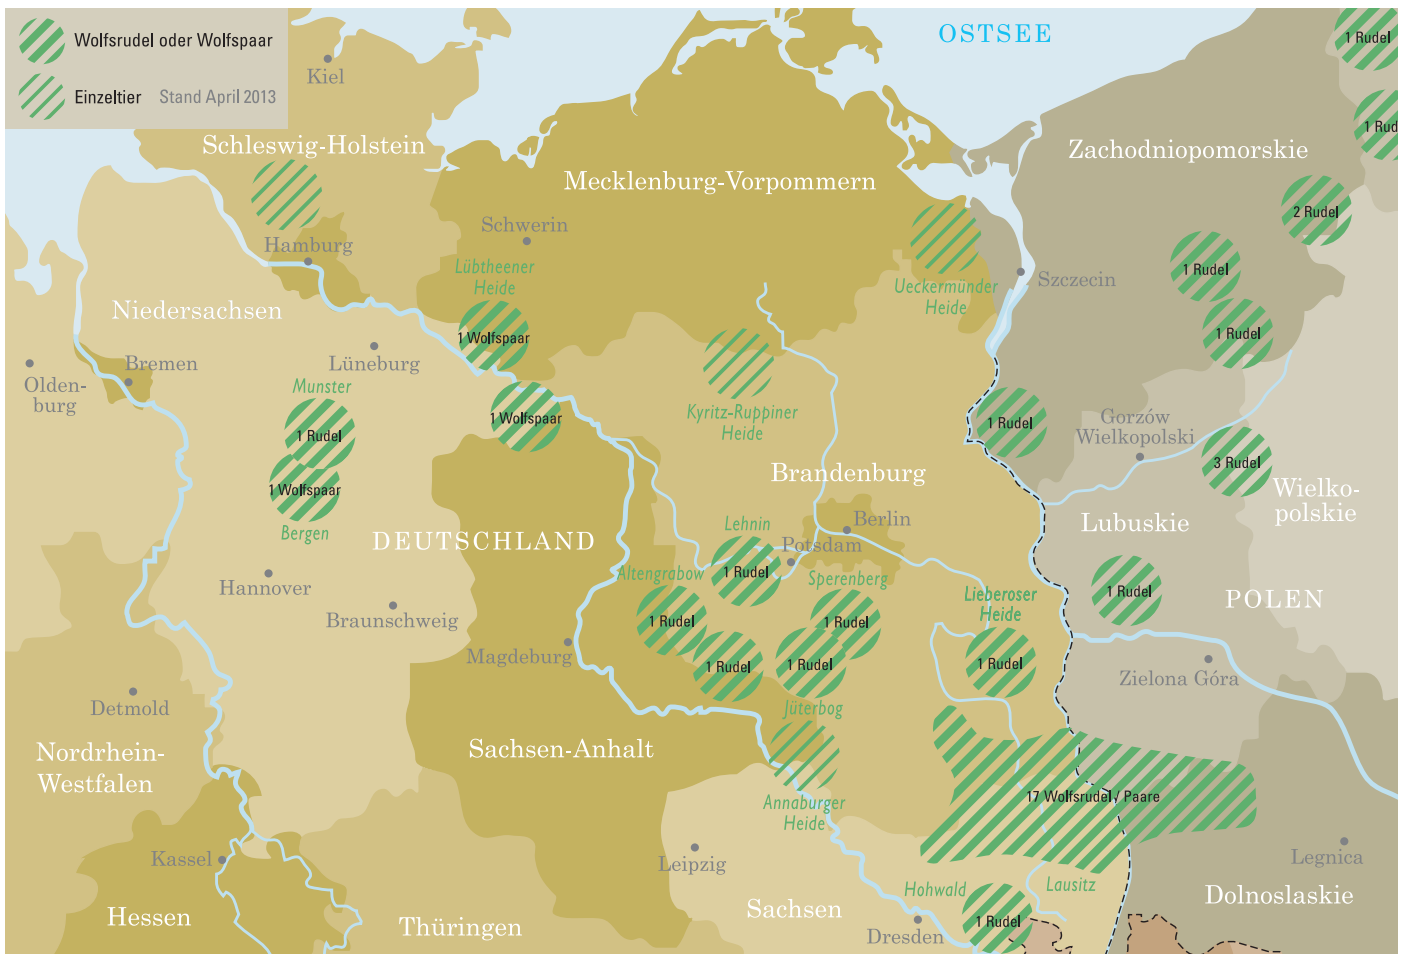 Wolfsrudel oder Wolfspaar
Einzeltier Stand April 2013
OSTSEE
Kiel
Schleswig-Holstein
Mecklenburg-Vorpommern
Zachodniopomorskie
1 Rudel
1 Rud
2 Rudel
1 Rudel
1 Rudel
Schwerin
Hamburg
Lübtheener
Heide
Ueckermünder
Heide
Szczecin
Niedersachsen
1 Wolfspaar
Lüneburg
Bremen
Olden-
burg
Munster
1 Rudel
1 Wolfspaar
Bergen
1 Wolfspaar
Kyritz-Ruppiner
Heide
1 Rudel
Gorzów
Wielkopolski
3 Rudel
Brandenburg
Wielko-
polskie
Lubuskie
DEUTSCHLAND
Lehnin
Berlin
Potsdam
Hannover
Altengrabow
1 Rudel
Sperenberg
Lieberoser
Heide
1 Rudel
POLEN
Braunschweig
1 Rudel
1 Rudel
Magdeburg
1 Rudel
1 Rudel
1 Rudel
Zielona Góra
Detmold
Jüterbog
Nordrhein-
Westfalen
Sachsen-Anhalt
Annaburger
Heide
17 Wolfsrudel / Paare
Kassel
Leipzig
Legnica
Hohwald
Lausitz
Dolnoslaskie
Hessen
Thüringen
Sachsen
Dresden
1 Rudel